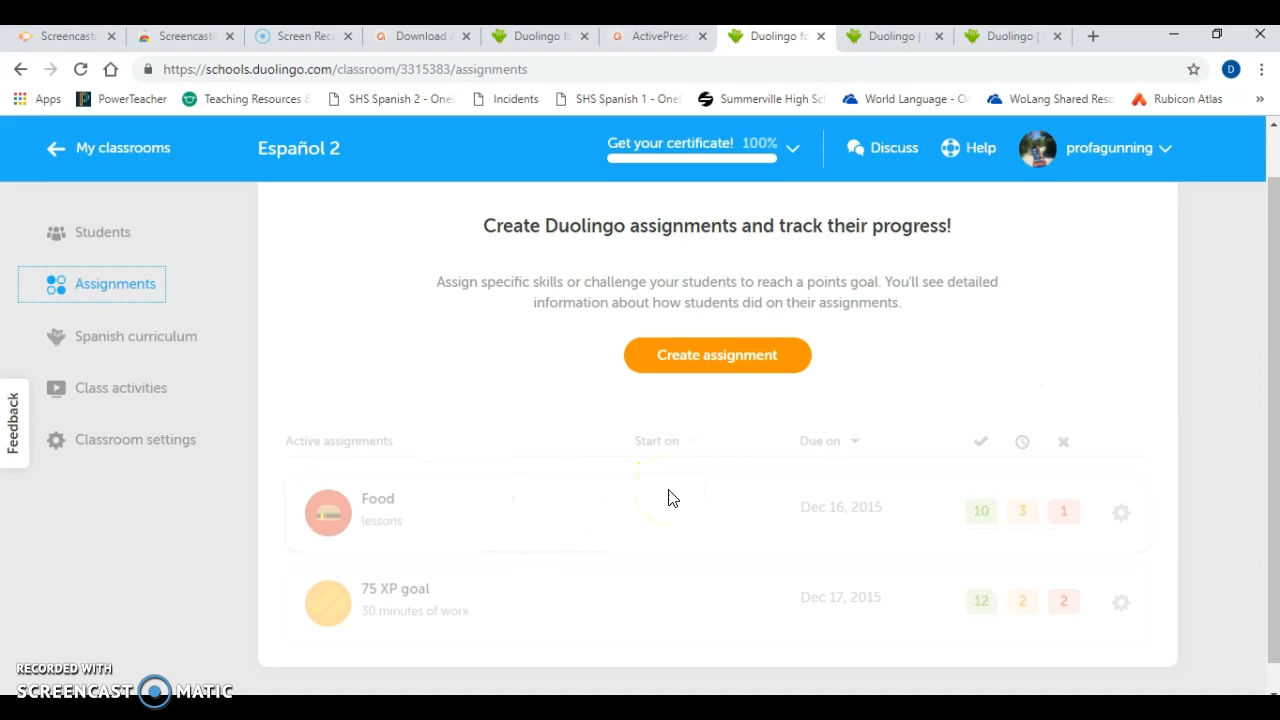 Screencasti
Screencasti
Screen Rec
Download A
Duolingo fo
ActivePrese
Duolingo fo
Duolingo | L
Duolingo | L
https://schools.duolingo.com/classroom/3315383/assignments
D
Apps
PowerTeacher
Teaching Resources &
SHS Spanish 2 - One
Incidents
SHS Spanish 1 - One
Summerville High Sc
World Language - O
WoLang Shared Reso
Rubicon Atlas
»
My classrooms
Español 2
Get your certificate! 100%
Discuss
Help
profagunning
Students
Assignments
Spanish curriculum
Class activities
Classroom settings
Feedback
Create Duolingo assignments and track their progress!
Assign specific skills or challenge your students to reach a points goal. You'll see detailed
information about how students did on their assignments.
Create assignment
Active assignments
Start on
Due on
Food
lessons
Dec 16, 2015
10
3
1
75 XP goal
30 minutes of work
Dec 17, 2015
12
2
2
RECORDED WITH
SCREENCAST MATIC